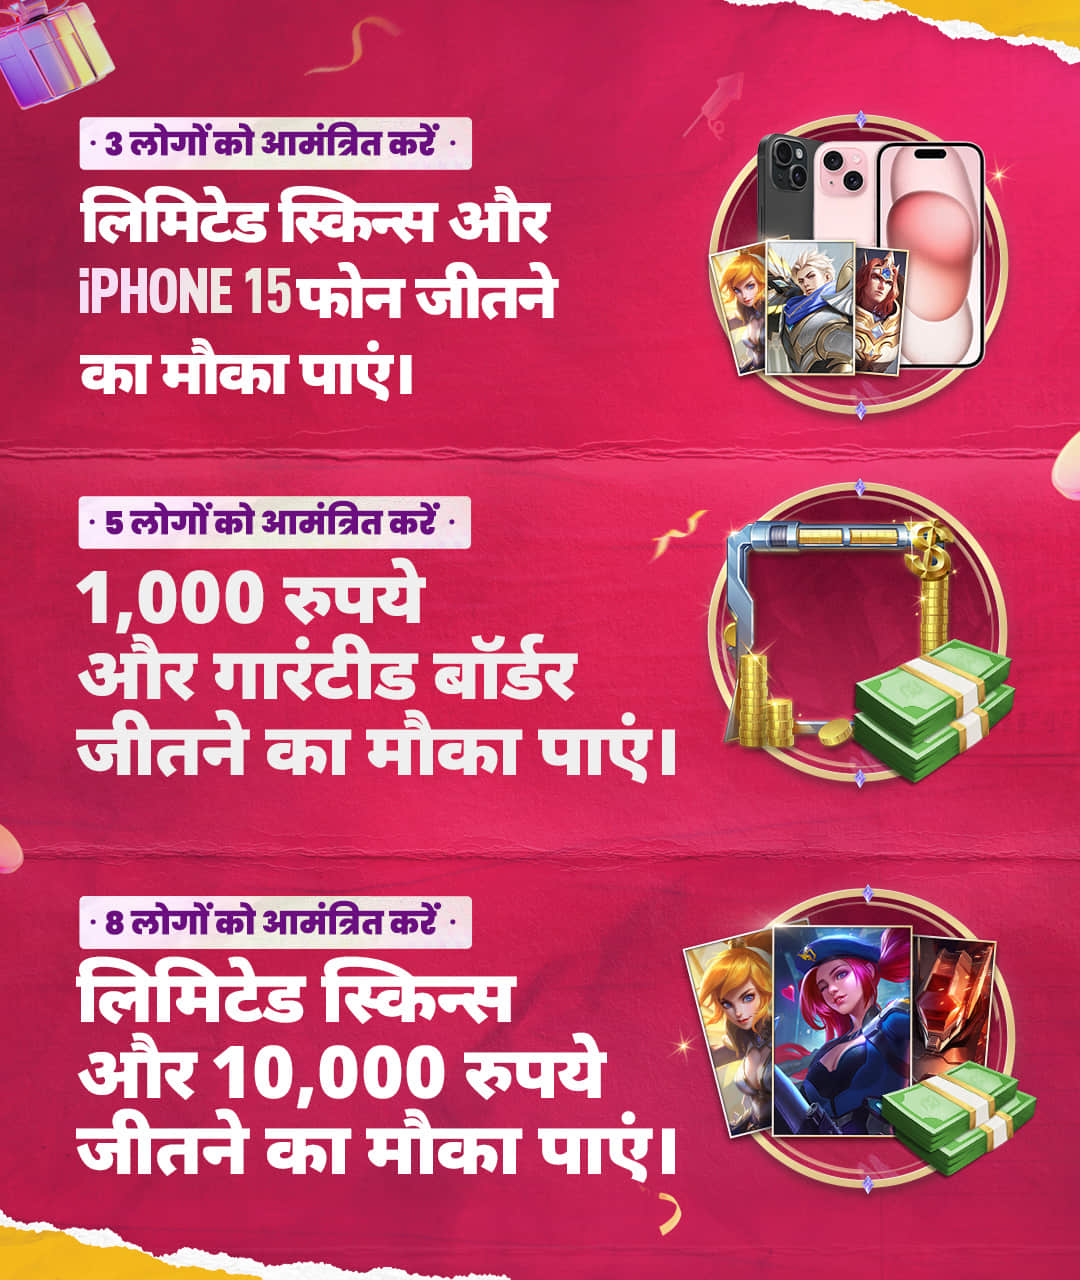 · 3 लोगों को आमंत्रित करें ·
लिमिटेड स्किन्स और
iPHONE 15 फोन जीतने
का मौका पाएं।
· 5 लोगों को आमंत्रित करें ·
1,000 रुपये
और गारंटीड बॉर्डर
जीतने का मौका पाएं।
· 8 लोगों को आमंत्रित करें ·
लिमिटेड स्किन्स
और 10,000 रुपये
जीतने का मौका पाएं।